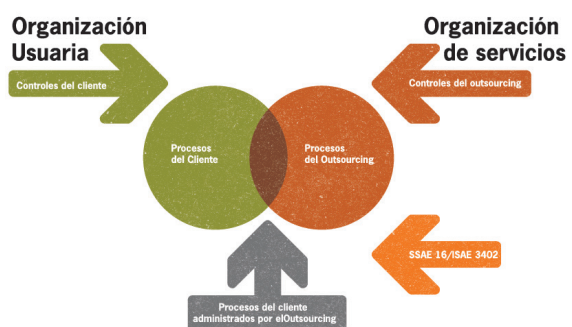 Organización
Usuaria
Organización
de servicios
Controles del cliente
Controles del outsourcing
Procesos
del Cliente
Procesos
del Outsourcing
SSAE 16/ISAE 3402
Procesos del cliente
administrados por elOutsourcing